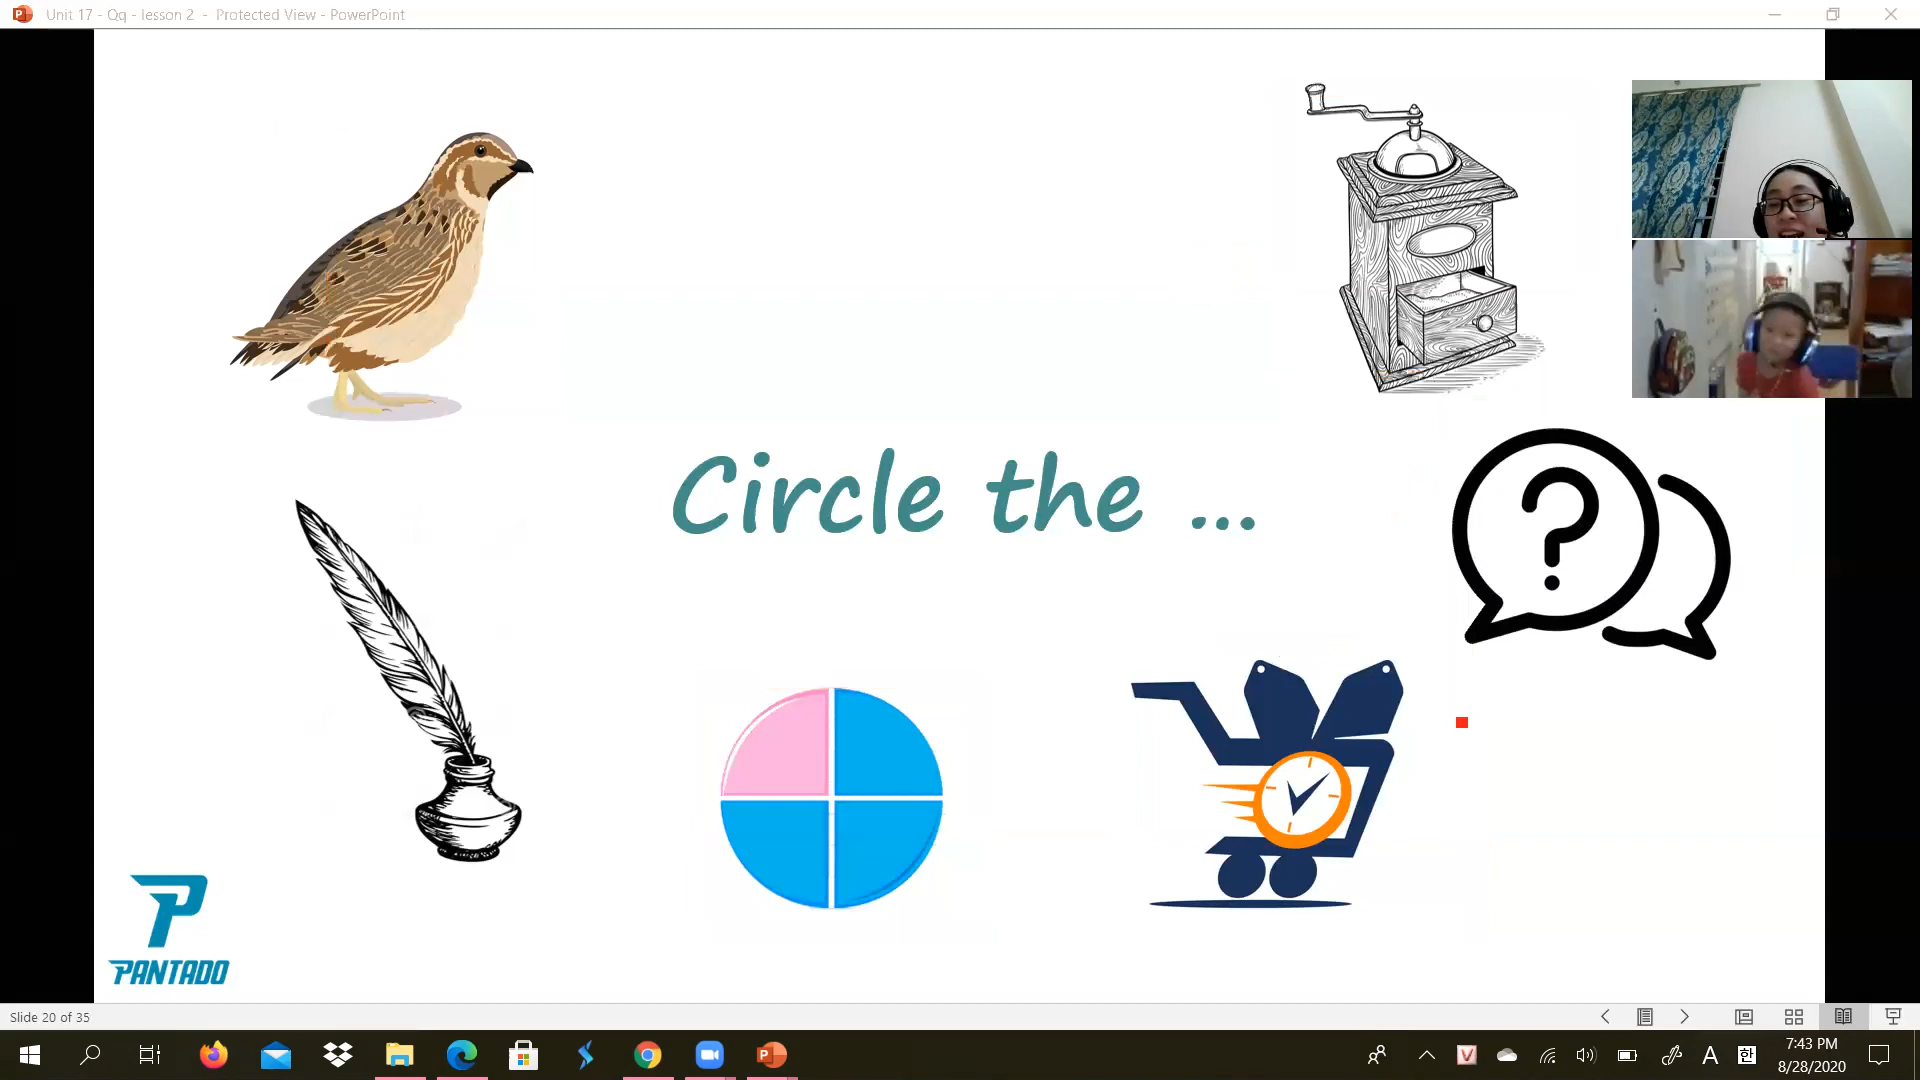 Unit 17 - Qq - lesson 2 - Protected View - PowerPoint
Circle the ...
?
PANTADO
Slide 20 of 35
A
한
7:43 PM
8/28/2020